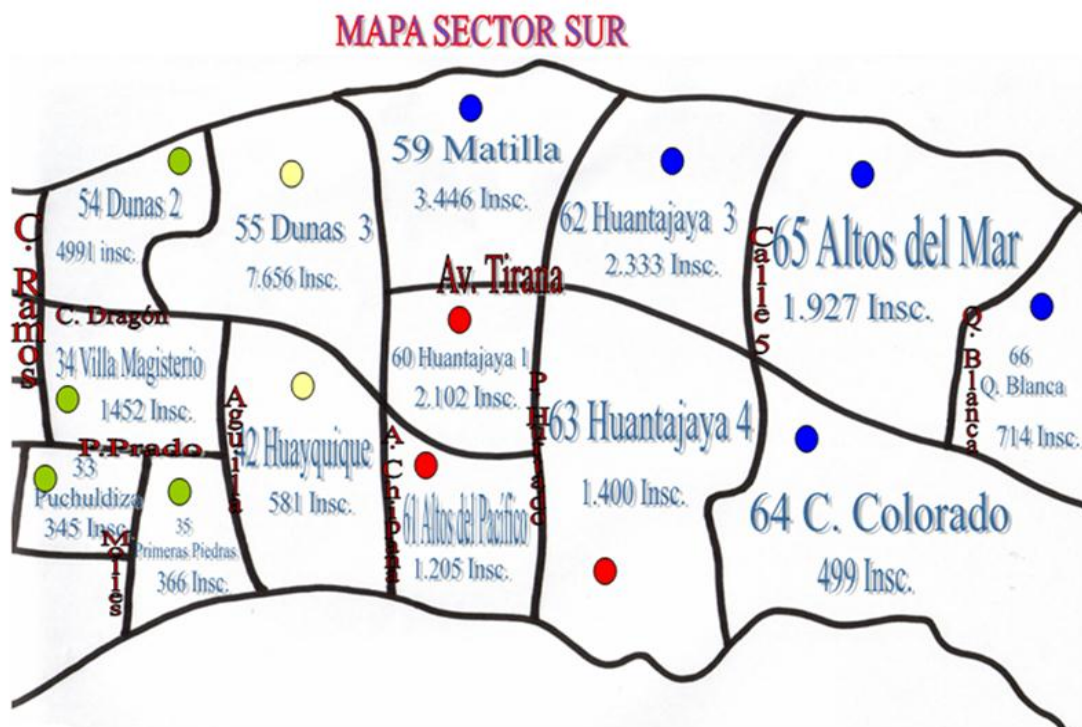 MAPA SECTOR SUR
59 Matilla
3.446 Insc.
54 Dunas 2
4991 insc.
55 Dunas 3
7.656 Insc.
62 Huantajaya 3
2.333 Insc.
65 Altos del Mar
1.927 Insc.
C. Ramos
Av. Tirana
Calle 5
C. Dragón
34 Villa Magisterio
1452 Insc.
60 Huantajaya 1
2.102 Insc.
Q. Blanca
66
Q. Blanca
714 Insc.
Aguila
P Hurtado
63 Huantajaya 4
1.400 Insc.
P.Prado
42 Huayquique
581 Insc.
A. Chipana
33
Puchuldiza
345 Insc.
Molles
35
Primeras Piedras
366 Insc.
61 Altos del Pacífico
1.205 Insc.
64 C. Colorado
499 Insc.